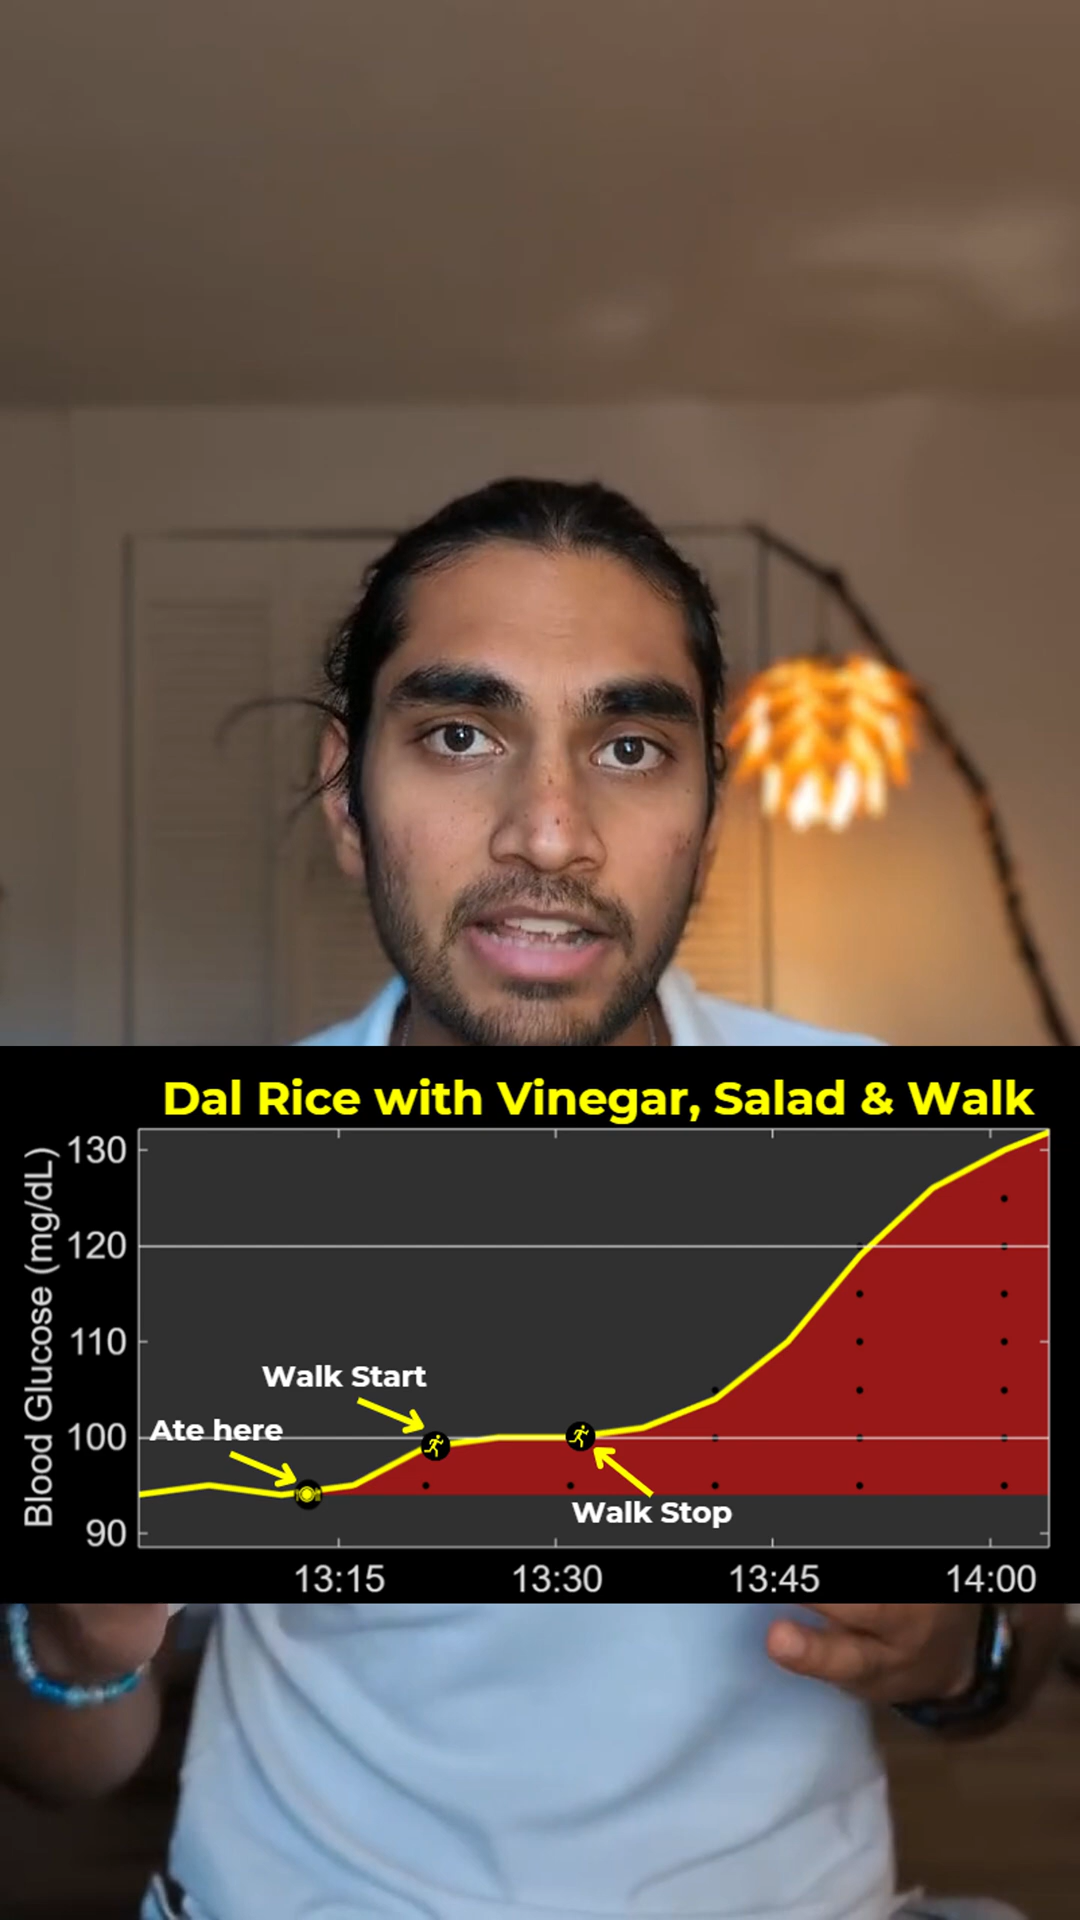 Dal Rice with Vinegar, Salad & Walk
Blood Glucose (mg/dL)
130
120
110
100
90
Walk Start
Ate here
Walk Stop
13:15
13:30
13:45
14:00